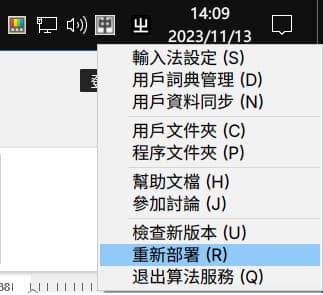 中
14:09
2023/11/13
輸入法設定 (S)
用戶詞典管理 (D)
用戶資料同步 (N)
用戶文件夾 (C)
程序文件夾 (P)
幫助文檔 (H)
參加討論 (J)
檢查新版本 (U)
重新部署 (R)
退出算法服務 (Q)